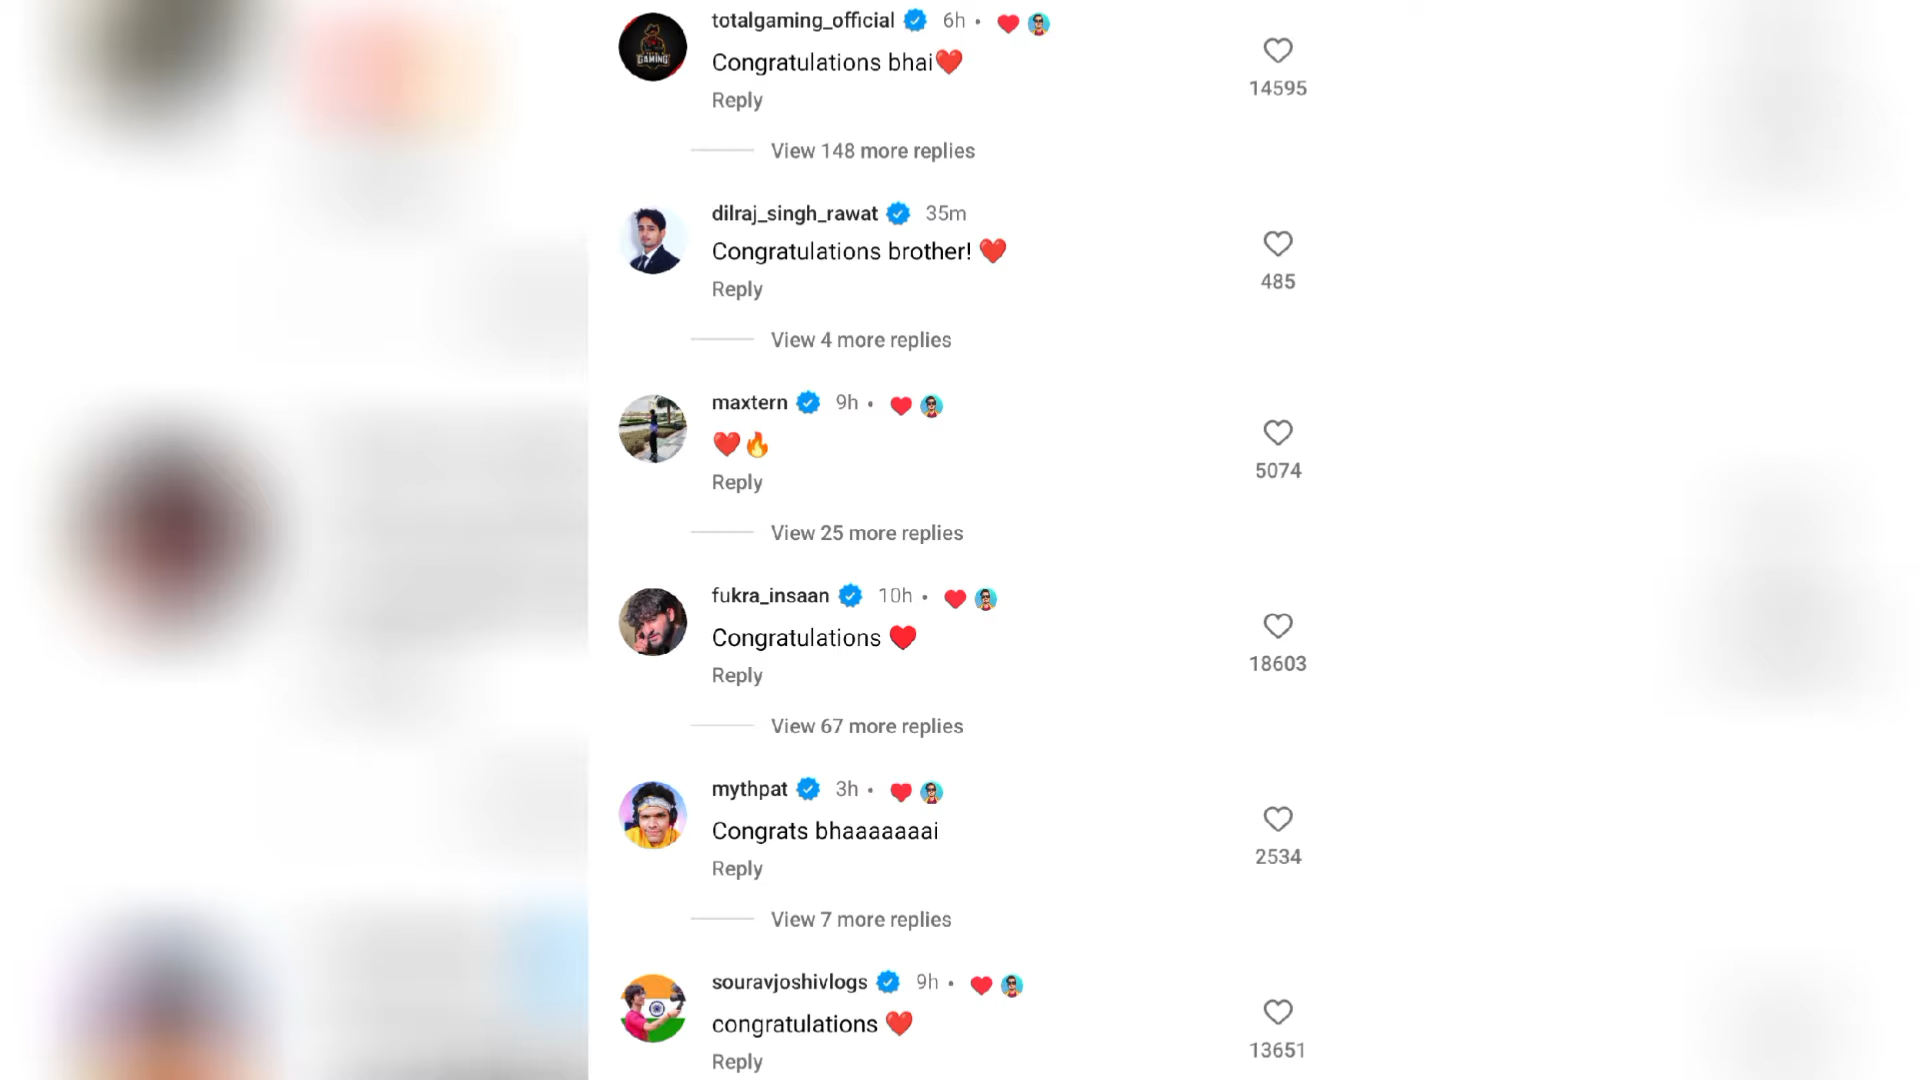 totalgaming_official 6h •
Congratulations bhai❤️
14595
Reply
View 148 more replies
dilraj_singh_rawat 35m
Congratulations brother! ❤️
485
Reply
View 4 more replies
maxtern 9h •
❤️🔥
5074
Reply
View 25 more replies
fukra_insaan 10h •
Congratulations ❤️
18603
Reply
View 67 more replies
mythpat 3h •
Congrats bhaaaaaaai
2534
Reply
View 7 more replies
souravjoshivlogs 9h •
congratulations ❤️
13651
Reply